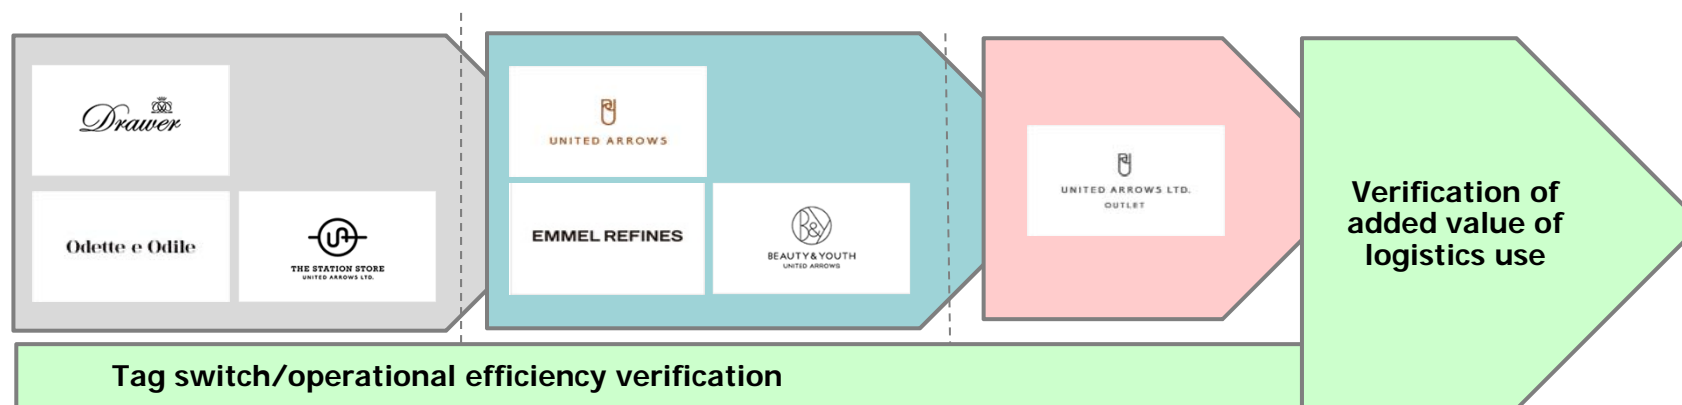 Drawer
Odette e Odile
THE STATION STORE
UNITED ARROWS LTD.
UNITED ARROWS
EMMEL REFINES
B&Y
BEAUTY & YOUTH
UNITED ARROWS
UNITED ARROWS LTD.
OUTLET
Verification of
added value of
logistics use
Tag switch/operational efficiency verification